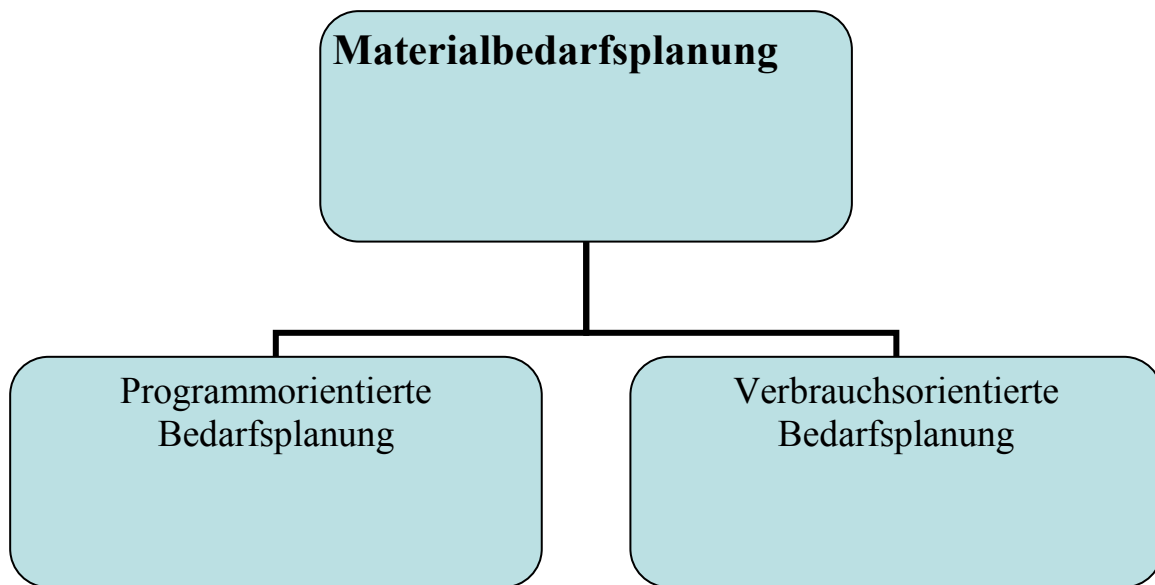 Materialbedarfsplanung
Programmorientierte
Bedarfsplanung
Verbrauchsorientierte
Bedarfsplanung